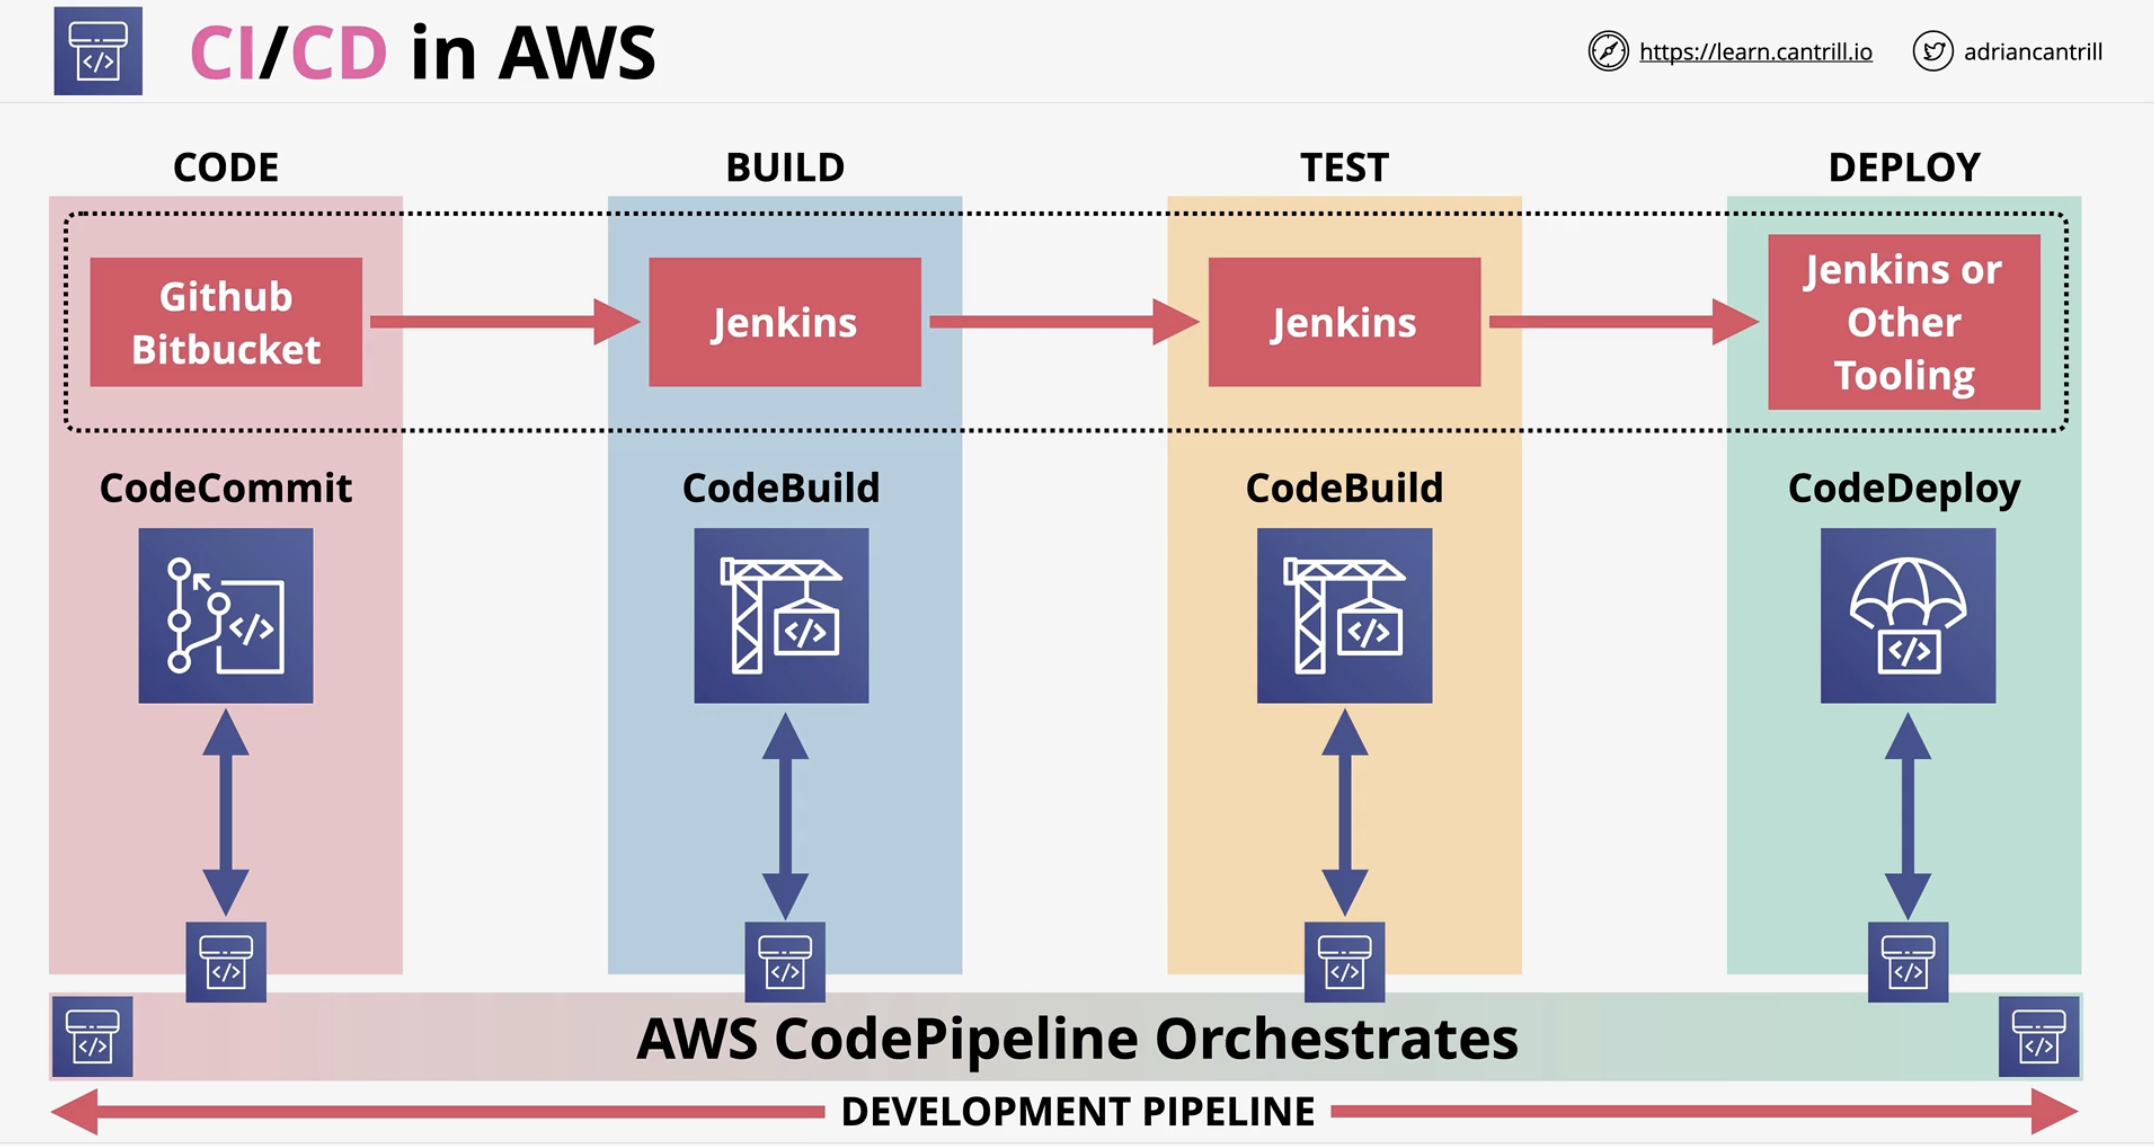 CI/CD in AWS
https://learn.cantrill.io
adriancantrill
CODE
BUILD
TEST
DEPLOY
Github
Bitbucket
Jenkins
Jenkins
Jenkins or
Other
Tooling
CodeCommit
CodeBuild
CodeBuild
CodeDeploy
AWS CodePipeline Orchestrates
DEVELOPMENT PIPELINE